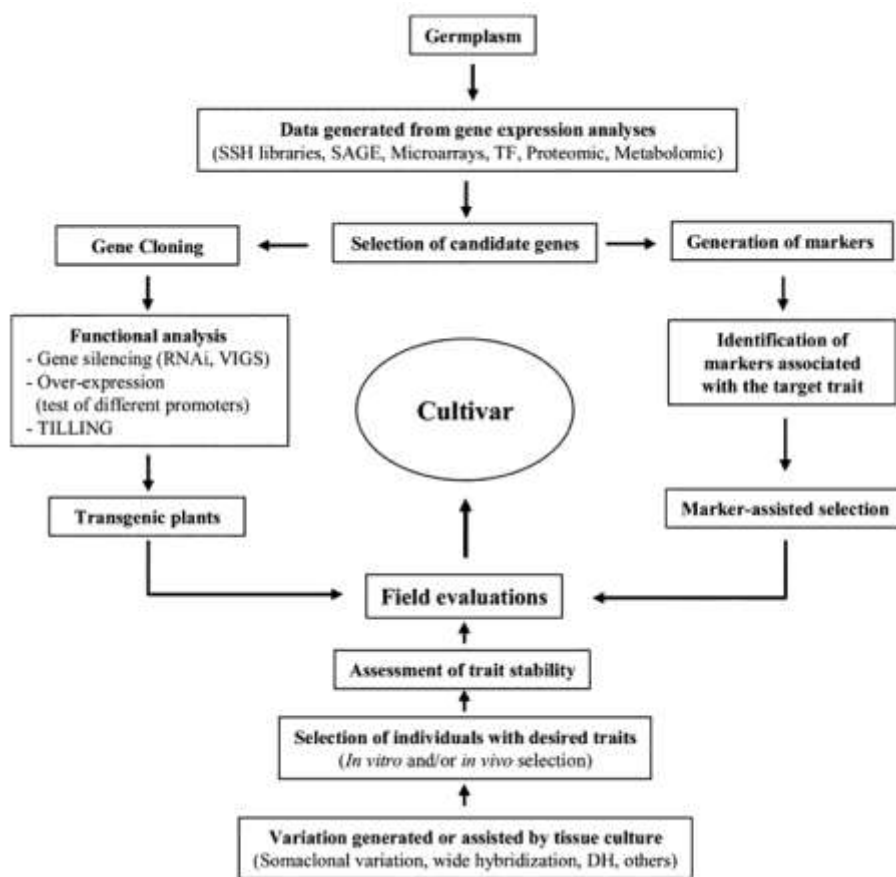 Germplasm
Data generated from gene expression analyses
(SSH libraries, SAGE, Microarrays, TF, Proteomic, Metabolomic)
Gene Cloning
Selection of candidate genes
Generation of markers
Functional analysis
- Gene silencing (RNAi, VIGS)
- Over-expression
(test of different promoters)
- TILLING
Identification of
markers associated
with the target trait
Cultivar
Transgenic plants
Marker-assisted selection
Field evaluations
Assessment of trait stability
Selection of individuals with desired traits
(In vitro and/or in vivo selection)
Variation generated or assisted by tissue culture
(Somaclonal variation, wide hybridization, DH, others)